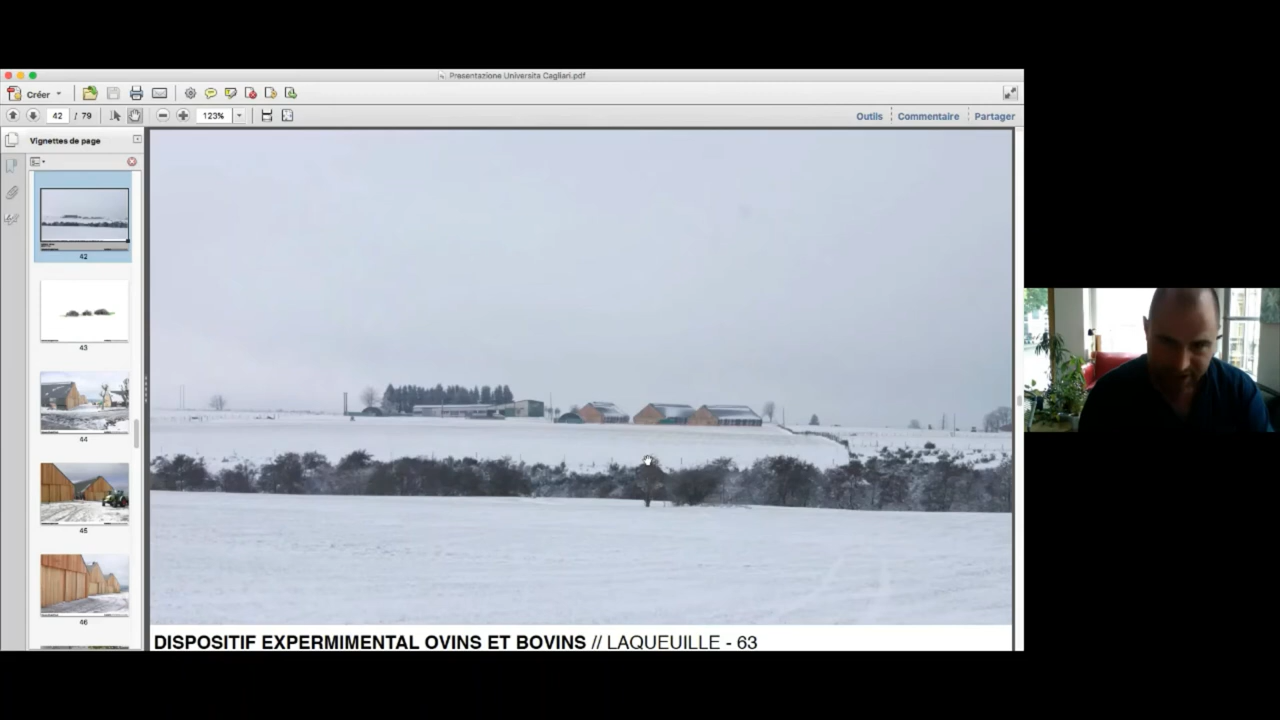 Presentazione Universita Cagliari.pdf
Créer
42 / 79
123%
Outils
Commentaire
Partager
Vignettes de page
42
43
44
45
46
DISPOSITIF EXPERMIMENTAL OVINS ET BOVINS // LAQUEUILLE - 63